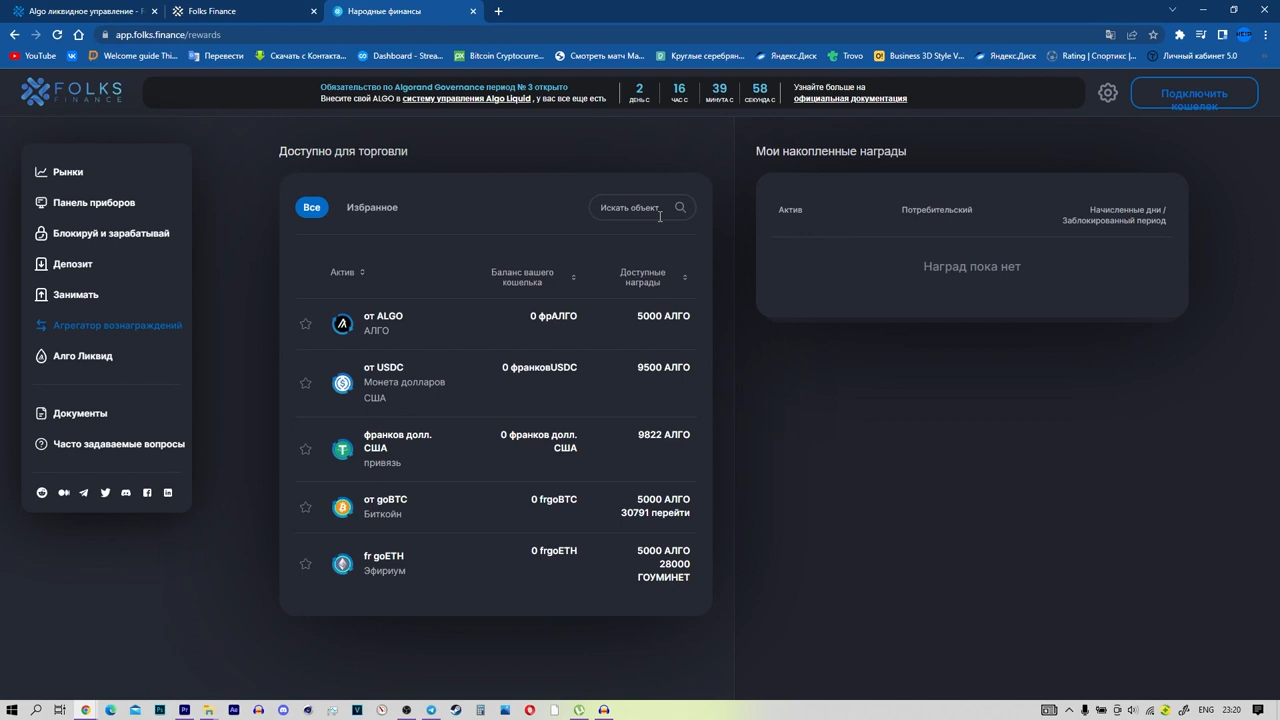 Algo ликвидное управление - F
Folks Finance
Народные финансы
app.folks.finance/rewards
YouTube
Welcome guide Thi...
Перевести
Скачать с Контакта...
Dashboard - Strea...
Bitcoin Cryptocurre...
Смотреть матч Ма...
Круглые серийные...
Яндекс.Диск
Trovo
Business 3D Style V...
Яндекс.Диск
Rating | Спортикс |...
Личный кабинет 5.0
FOLKS
FINANCE
Обязательство по Algorand Governance период № 3 открыто
Внесите свой ALGO в систему управления Algo Liquid , у вас все еще есть
2
ДЕНЬ С
16
ЧАС С
39
МИНУТА С
58
СЕКУНДА С
Узнайте больше на
официальная документация
Подключить
кошелек
Рынки
Панель приборов
Блокируй и зарабатывай
Депозит
Занимать
Агрегатор вознаграждений
Алго Ликвид
Документы
Часто задаваемые вопросы
Доступно для торговли
Все
Избранное
Искать объект
Актив
Баланс вашего
кошелька
Доступные
награды
от ALGO
АЛГО
0 фрАЛГО
5000 АЛГО
от USDC
Монета долларов
США
0 франковUSDC
9500 АЛГО
франков долл.
США
привязь
0 франков долл.
США
9822 АЛГО
от goBTC
Биткойн
0 frgoBTC
5000 АЛГО
30791 перейти
fr goETH
Эфириум
0 frgoETH
5000 АЛГО
28000
ГОУМИНЕТ
Мои накопленные награды
Актив
Потребительский
Начисленные дни /
Заблокированный период
Наград пока нет
ENG
23:20